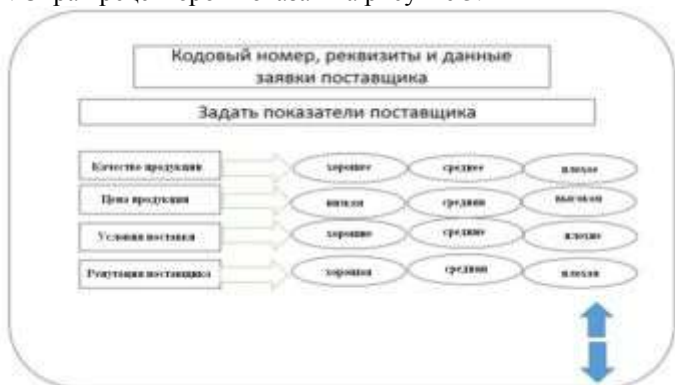 Кодовый номер, реквизиты и данные
заявки поставщика
Задать показатели поставщика
Качество продукции хорошее среднее плохое
Цена продукции низкая средняя высокая
Условия поставки хорошие средние плохие
Репутация поставщика хорошая средняя плохая